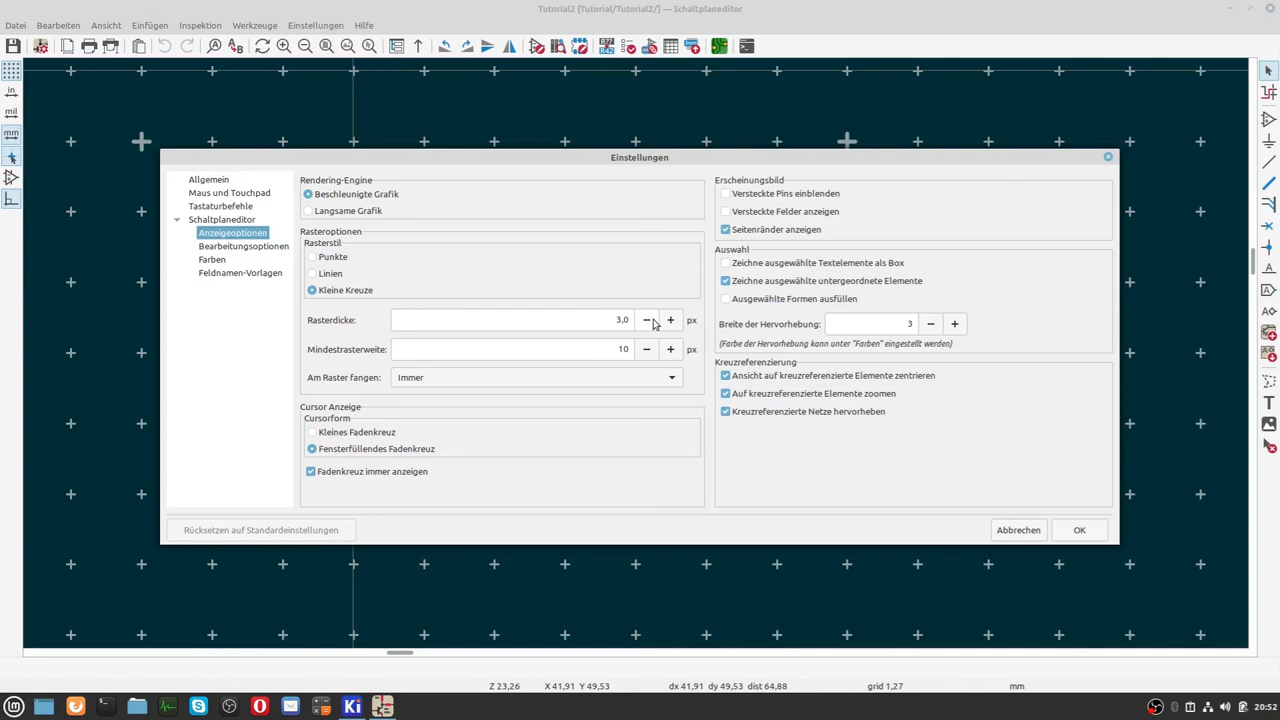 Tutorial2 [Tutorial/Tutorial2/] — Schaltplaneditor
Datei Bearbeiten Ansicht Einfügen Inspektion Werkzeuge Einstellungen Hilfe
in
mil
mm
Einstellungen
Allgemein
Maus und Touchpad
Tastaturbefehle
Schaltplaneditor
Anzeigeoptionen
Bearbeitungsoptionen
Farben
Feldnamen-Vorlagen
Rendering-Engine
Beschleunigte Grafik
Langsame Grafik
Rasteroptionen
Rasterstil
Punkte
Linien
Kleine Kreuze
Rasterdicke: 3,0 − + px
Mindestrasterweite: 10 − + px
Am Raster fangen: Immer
Cursor Anzeige
Cursorform
Kleines Fadenkreuz
Fensterfüllendes Fadenkreuz
Fadenkreuz immer anzeigen
Erscheinungsbild
Versteckte Pins einblenden
Versteckte Felder anzeigen
Seitenränder anzeigen
Auswahl
Zeichne ausgewählte Textelemente als Box
Zeichne ausgewählte untergeordnete Elemente
Ausgewählte Formen ausfüllen
Breite der Hervorhebung: 3 − +
(Farbe der Hervorhebung kann unter "Farben" eingestellt werden)
Kreuzreferenzierung
Ansicht auf kreuzreferenzierte Elemente zentrieren
Auf kreuzreferenzierte Elemente zoomen
Kreuzreferenzierte Netze hervorheben
Rücksetzen auf Standardeinstellungen
Abbrechen OK
Z 23,26 X 41,91 Y 49,53 dx 41,91 dy 49,53 dist 64,88 grid 1,27 mm
Ki
20:52